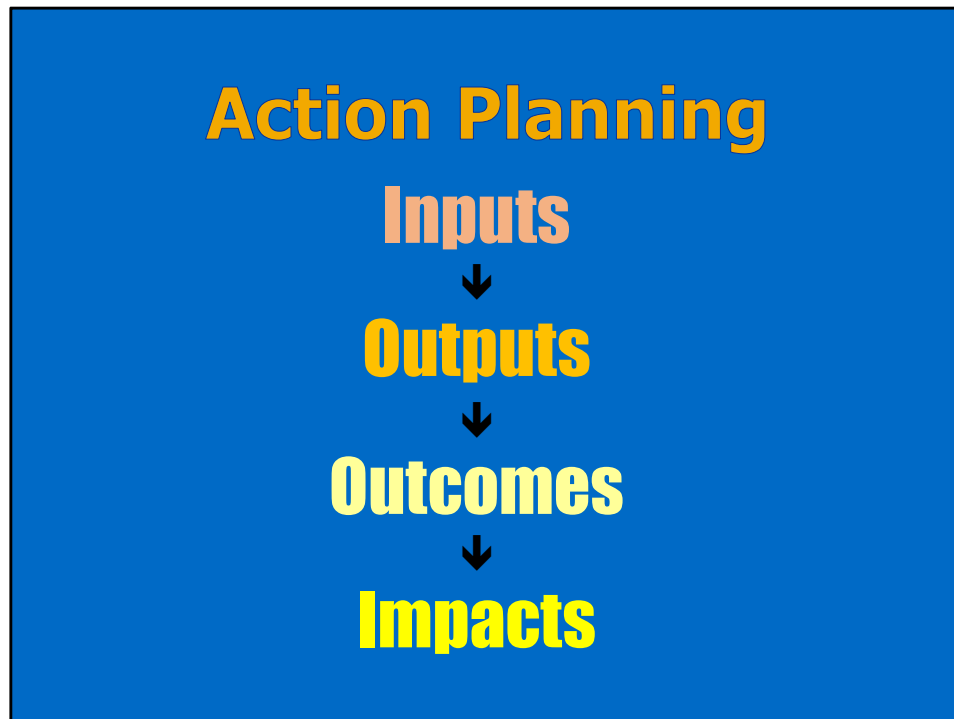 Action Planning
Inputs
Outputs
Outcomes
Impacts